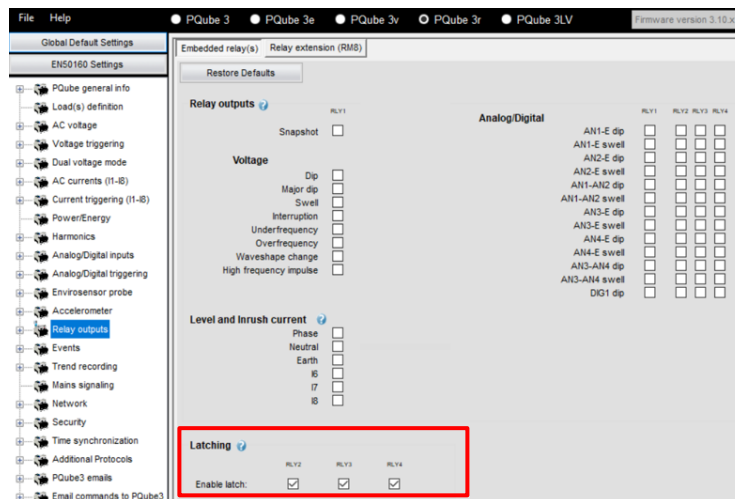 File Help
PQube 3 PQube 3e PQube 3v PQube 3r PQube 3LV Firmware version 3.10.x
Global Default Settings
EN50160 Settings
PQube general info
Load(s) definition
AC voltage
Voltage triggering
Dual voltage mode
AC currents (I1-I8)
Current triggering (I1-I8)
Power/Energy
Harmonics
Analog/Digital inputs
Analog/Digital triggering
Envirosensor probe
Accelerometer
Relay outputs
Events
Trend recording
Mains signaling
Network
Security
Time synchronization
Additional Protocols
PQube3 emails
Email commands to PQube3
Embedded relay(s) Relay extension (RM8)
Restore Defaults
Relay outputs ?
RLY1
Snapshot
Voltage
Dip
Major dip
Swell
Interruption
Underfrequency
Overfrequency
Waveshape change
High frequency impulse
Level and Inrush current ?
Phase
Neutral
Earth
I6
I7
I8
Analog/Digital
RLY1 RLY2 RLY3 RLY4
AN1-E dip
AN1-E swell
AN2-E dip
AN2-E swell
AN1-AN2 dip
AN1-AN2 swell
AN3-E dip
AN3-E swell
AN4-E dip
AN4-E swell
AN3-AN4 dip
AN3-AN4 swell
DIG1 dip
Latching ?
RLY2 RLY3 RLY4
Enable latch: